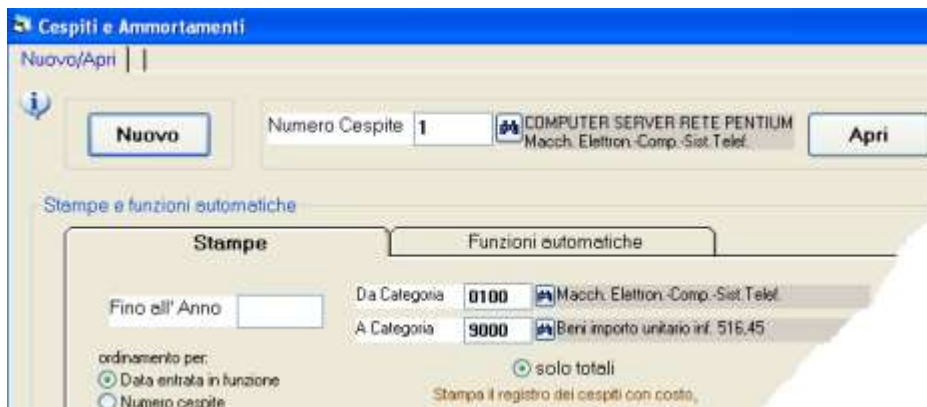 Cespiti e Ammortamenti
Nuovo/Apri
Nuovo
Numero Cespite 1 COMPUTER SERVER RETE PENTIUM
Macch. Elettron.-Comp.-Sist.Telef.
Apri
Stampe e funzioni automatiche
Stampe Funzioni automatiche
Fino all' Anno
Da Categoria 0100 Macch. Elettron.-Comp.-Sist.Telef.
A Categoria 9000 Beni importo unitario inf. 516,45
ordinamento per:
Data entrata in funzione
Numero cespite
solo totali
Stampa il registro dei cespiti con costo,